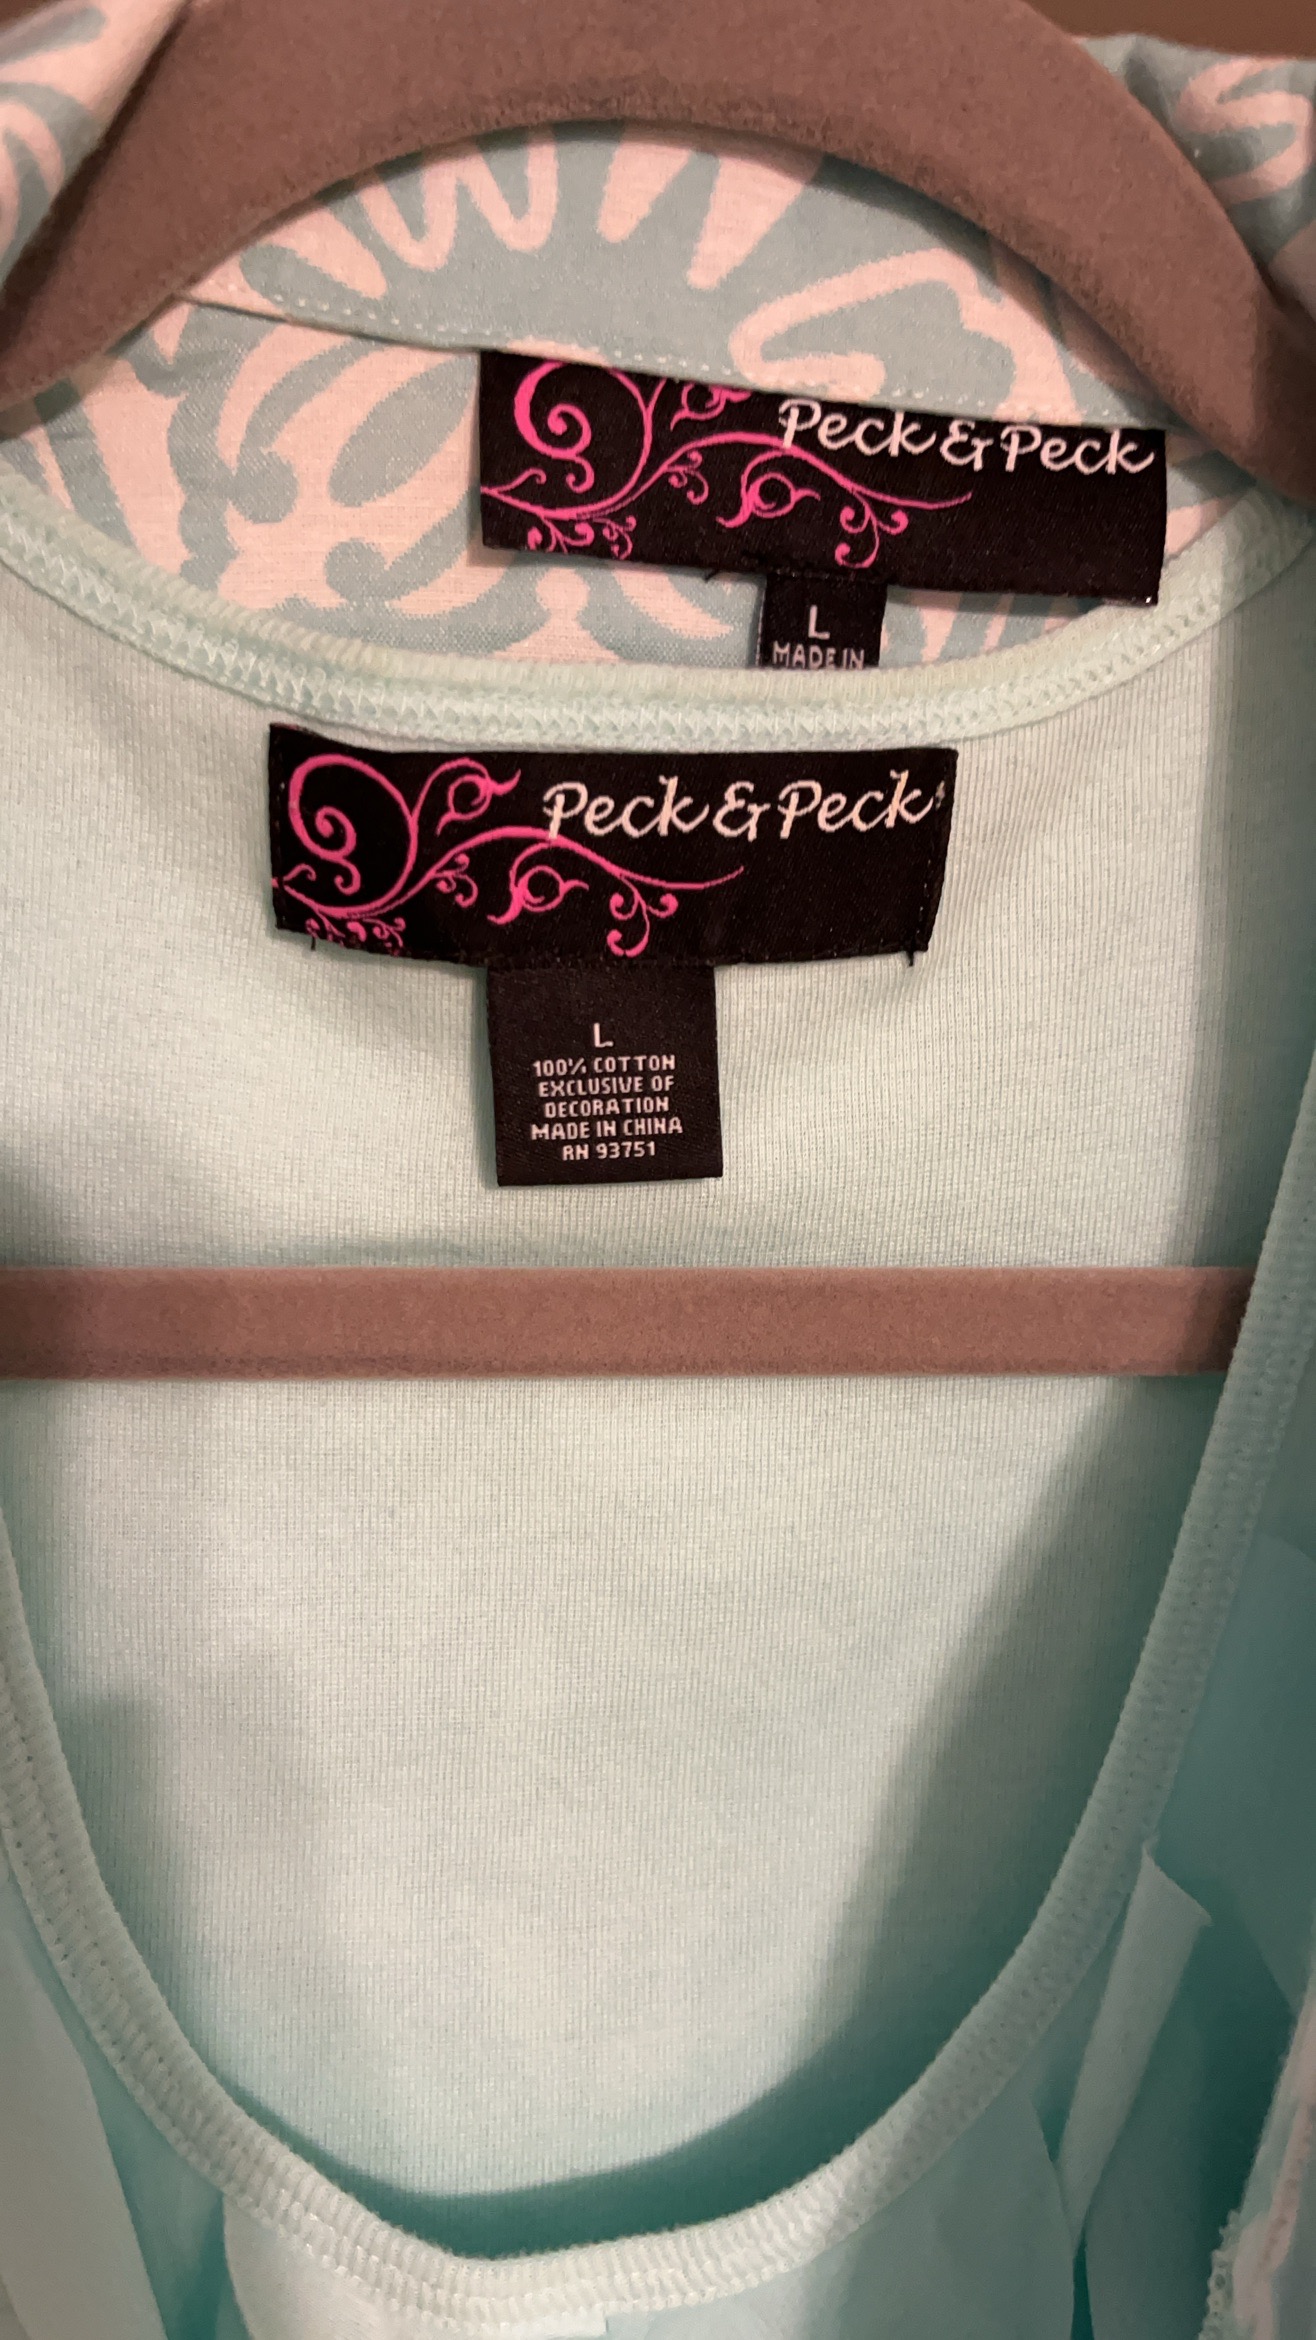 Peck & Peck
L
MADE IN
Peck & Peck
L
100% COTTON
EXCLUSIVE OF
DECORATION
MADE IN CHINA
RN 93751